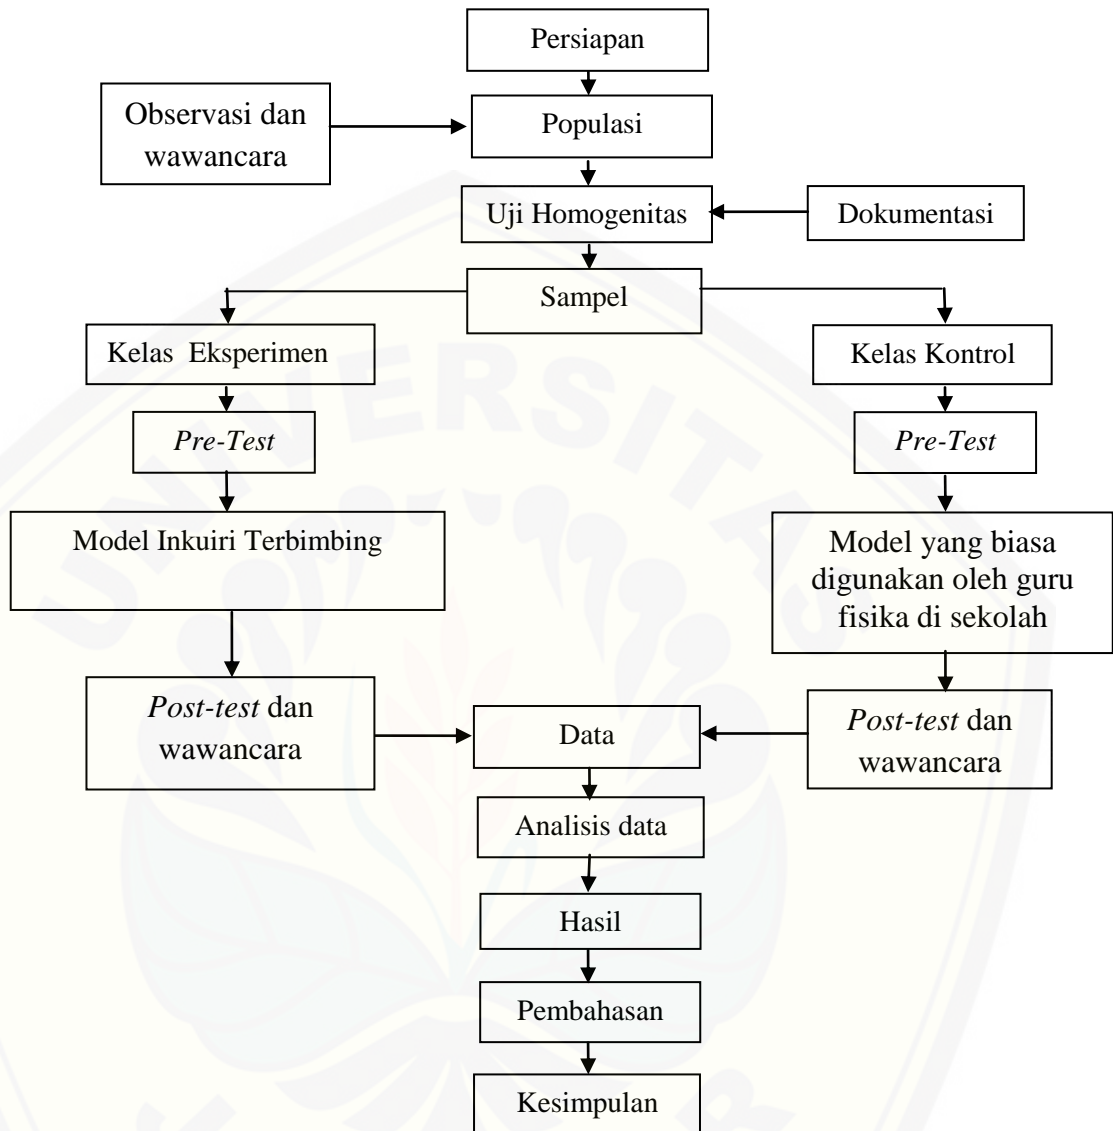 Persiapan
Observasi dan
wawancara
Populasi
Uji Homogenitas
Dokumentasi
Sampel
Kelas Eksperimen
Kelas Kontrol
Pre-Test
Pre-Test
Model Inkuiri Terbimbing
Model yang biasa
digunakan oleh guru
fisika di sekolah
Post-test dan
wawancara
Data
Post-test dan
wawancara
Analisis data
Hasil
Pembahasan
Kesimpulan
UNIVERSITAS